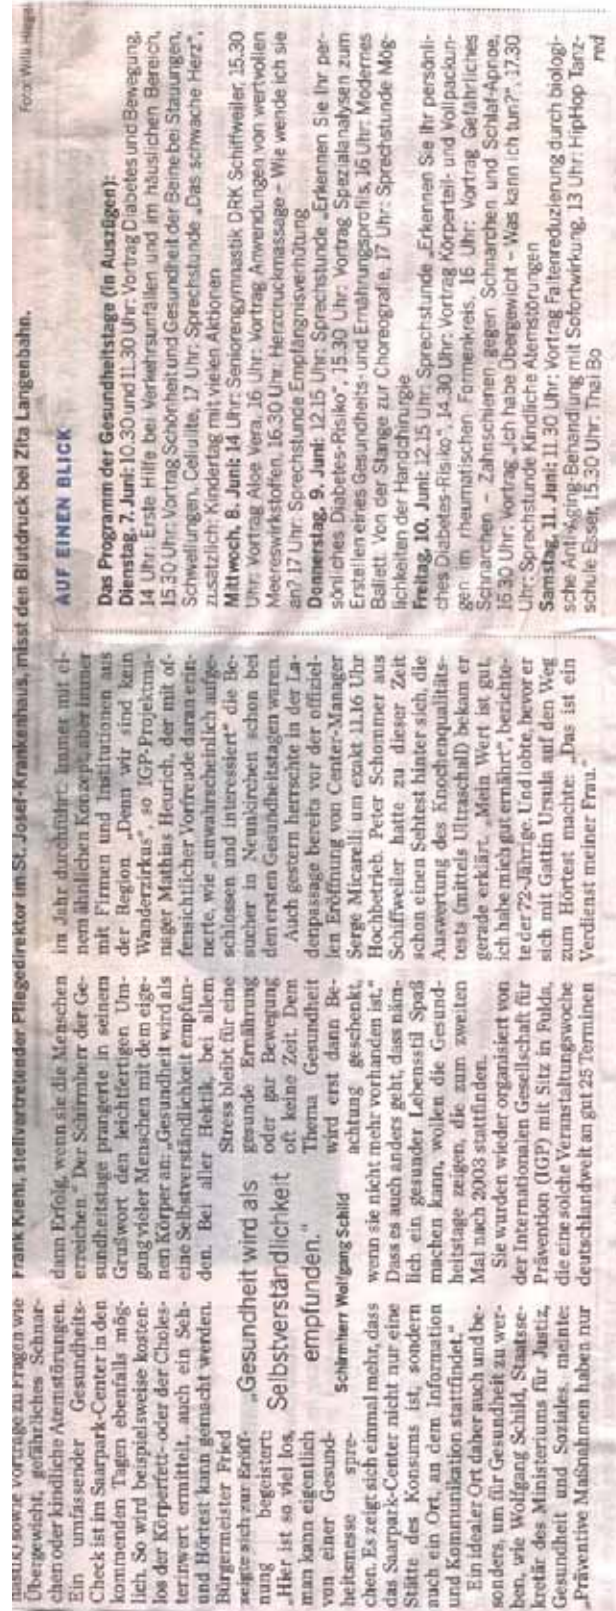 Frank Kiehl, stellvertretender Pflegedirektor im St. Josef-Krankenhaus, misst den Blutdruck bei Zita Langenbahn.
Foto: Willi
nastik) sowie Vorträge zu Fragen wie
Übergewicht, gefährliches Schnar-
chen oder kindliche Atemstörungen.
Ein umfassender Gesundheits-
Check ist im Saarpark-Center in den
kommenden Tagen ebenfalls mög-
lich. So wird beispielsweise kosten-
los der Körperfett- oder der Choles-
terinwert ermittelt, auch ein Seh-
und Hörtest kann gemacht werden.
Bürgermeister Fried
zeigte sich zur Eröff-
nung begeistert:
„Hier ist so viel los,
man kann eigentlich
von einer Gesund-
heitsmesse spre-
chen. Es zeigt sich einmal mehr, dass
das Saarpark-Center nicht nur eine
Stätte des Konsums ist, sondern
auch ein Ort, an dem Information
und Kommunikation stattfindet.“
Ein idealer Ort daher auch und be-
sonders, um für Gesundheit zu wer-
ben, wie Wolfgang Schild, Staatsse-
kretär des Ministeriums für Justiz,
Gesundheit und Soziales, meinte:
„Präventive Maßnahmen haben nur
dann Erfolg, wenn sie die Menschen
erreichen.“ Der Schirmherr der Ge-
sundheitstage prangerte in seinem
Grußwort den leichtfertigen Um-
gang vieler Menschen mit dem eige-
nen Körper an: „Gesundheit wird als
eine Selbstverständlichkeit empfun-
den. Bei aller Hektik, bei allem
Stress bleibt für eine
gesunde Ernährung
oder gar Bewegung
oft keine Zeit. Dem
Thema Gesundheit
wird erst dann Be-
achtung geschenkt,
wenn sie nicht mehr vorhanden ist.“
Dass es auch anders geht, dass näm-
lich ein gesunder Lebensstil Spaß
machen kann, wollen die Gesund-
heitstage zeigen, die zum zweiten
Mal nach 2003 stattfinden.
Sie wurden wieder organisiert von
der Internationalen Gesellschaft für
Prävention (IGP) mit Sitz in Fulda,
die eine solche Veranstaltungswoche
deutschlandweit an gut 25 Terminen
„Gesundheit wird als
Selbstverständlichkeit
empfunden.“
Schirmherr Wolfgang Schild
im Jahr durchführt: Immer mit ei-
nem ähnlichen Konzept, aber immer
mit Firmen und Institutionen aus
der Region. „Denn wir sind kein
Wanderzirkus“, so IGP-Projektma-
nager Mathias Heurich, der mit of-
fensichtlicher Vorfreude daran erin-
nerte, wie „unwahrscheinlich aufge-
schlossen und interessiert“ die Be-
sucher in Neunkirchen schon bei
den ersten Gesundheitstagen waren.
Auch gestern herrschte in der La-
denpassage bereits vor der offiziel-
len Eröffnung von Center-Manager
Serge Micarelli um exakt 11.16 Uhr
Hochbetrieb. Peter Schommer aus
Schiffweiler hatte zu dieser Zeit
schon einen Sehtest hinter sich, die
Auswertung des Knochenqualitäts-
tests (mittels Ultraschall) bekam er
gerade erklärt. „Mein Wert ist gut,
ich habe mich gut ernährt“, berichte-
te der 72-Jährige. Und lobte, bevor er
sich mit Gattin Ursula auf den Weg
zum Hörtest machte: „Das ist ein
Verdienst meiner Frau.“
AUF EINEN BLICK
Das Programm der Gesundheitstage (in Auszügen):
Dienstag, 7. Juni: 10.30 und 11.30 Uhr: Vortrag Diabetes und Bewegung,
14 Uhr: Erste Hilfe bei Verkehrsunfällen und im häuslichen Bereich,
15.30 Uhr: Vortrag Schönheit und Gesundheit der Beine bei Stauungen,
Schwellungen, Cellulite, 17 Uhr: Sprechstunde „Das schwache Herz“,
zusätzlich: Kindertag mit vielen Aktionen
Mittwoch, 8. Juni: 14 Uhr: Seniorengymnastik DRK Schiffweiler, 15.30
Uhr: Vortrag Aloe Vera, 16 Uhr: Vortrag Anwendungen von wertvollen
Meereswirkstoffen, 16.30 Uhr: Herzdruckmassage – Wie wende ich sie
an? 17 Uhr: Sprechstunde Empfängnisverhütung
Donnerstag, 9. Juni: 12.15 Uhr: Sprechstunde „Erkennen Sie Ihr per-
sönliches Diabetes-Risiko“, 15.30 Uhr: Vortrag Spezialanalysen zum
Erstellen eines Gesundheits- und Ernährungsprofils, 16 Uhr: Modernes
Ballett: Von der Stange zur Choreografie, 17 Uhr: Sprechstunde Mög-
lichkeiten der Handchirurgie
Freitag, 10. Juni: 12.15 Uhr: Sprechstunde „Erkennen Sie Ihr persönli-
ches Diabetes-Risiko“, 14.30 Uhr: Vortrag Körperteil- und Vollpackun-
gen im rheumatischen Formenkreis, 16 Uhr: Vortrag Gefährliches
Schnarchen – Zahnschienen gegen Schnarchen und Schlaf-Apnoe,
16.30 Uhr: Vortrag „Ich habe Übergewicht – Was kann ich tun?“, 17.30
Uhr: Sprechstunde Kindliche Atemstörungen
Samstag, 11. Juni: 11.30 Uhr: Vortrag Faltenreduzierung durch biologi-
sche Anti-Aging-Behandlung mit Sofortwirkung, 13 Uhr: HipHop Tanz-
schule Esser, 15.30 Uhr: Thai Bo
red